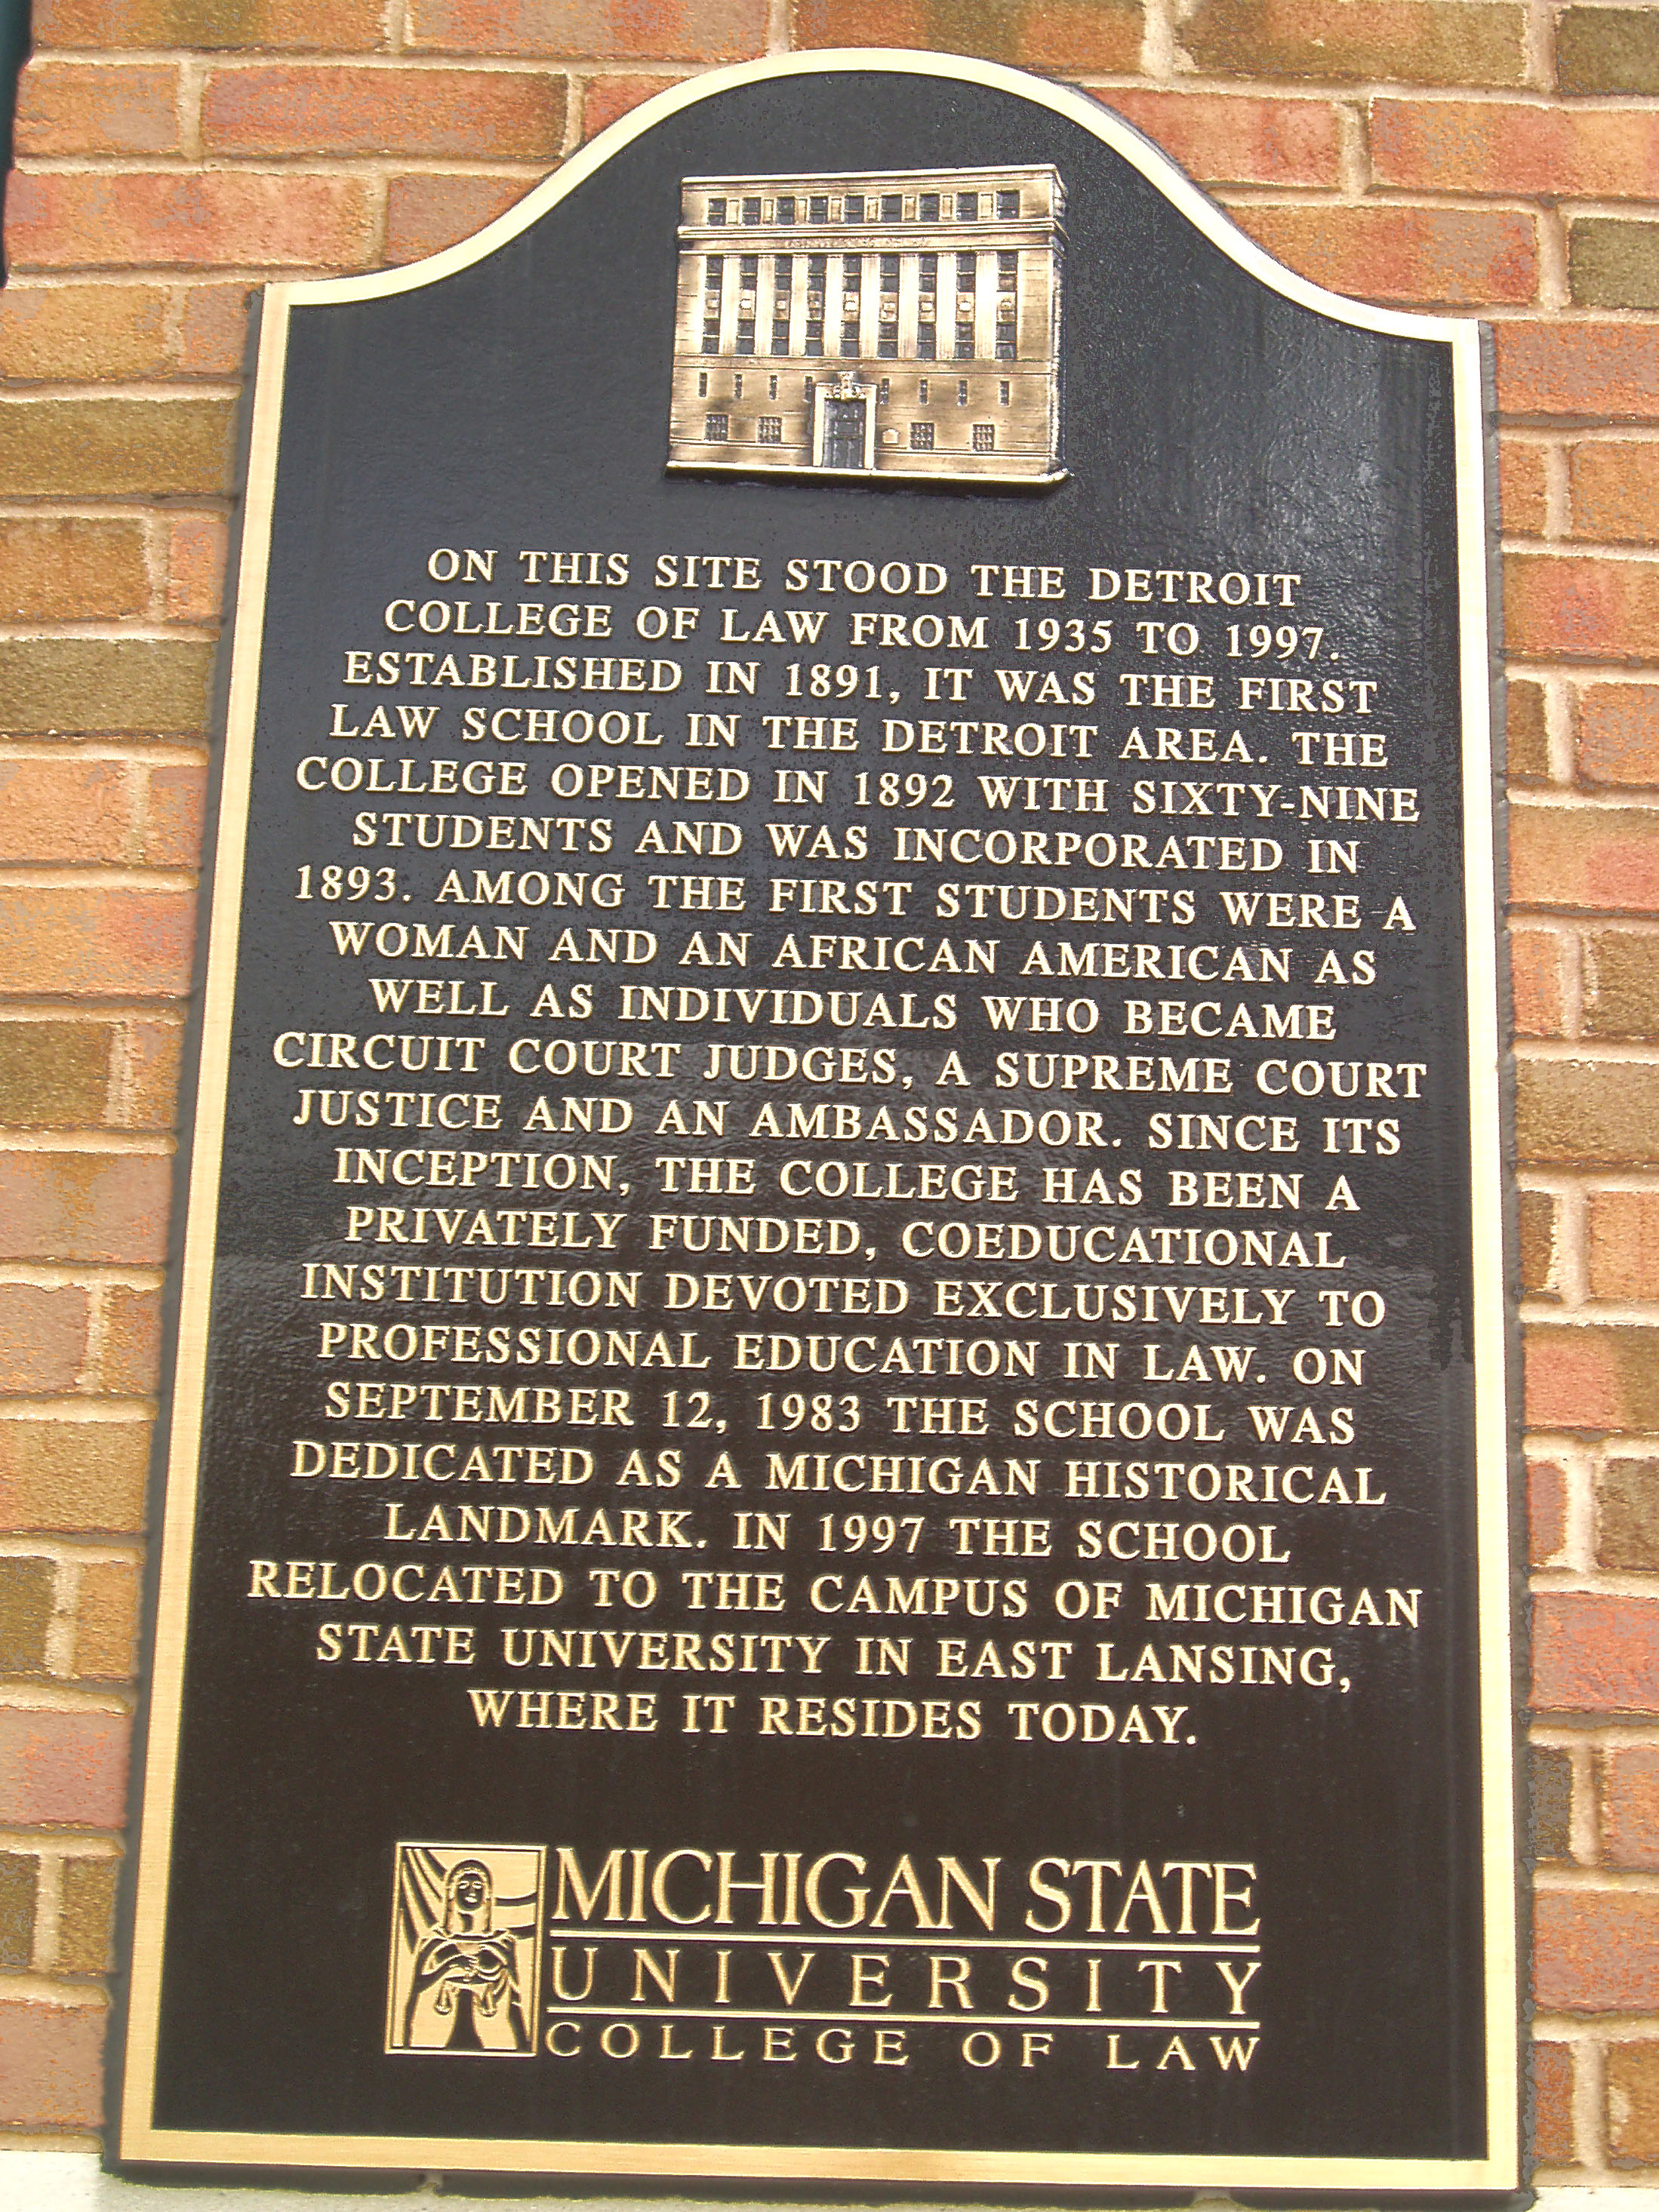 ON THIS SITE STOOD THE DETROIT
COLLEGE OF LAW FROM 1935 TO 1997.
ESTABLISHED IN 1891, IT WAS THE FIRST
LAW SCHOOL IN THE DETROIT AREA. THE
COLLEGE OPENED IN 1892 WITH SIXTY-NINE
STUDENTS AND WAS INCORPORATED IN
1893. AMONG THE FIRST STUDENTS WERE A
WOMAN AND AN AFRICAN AMERICAN AS
WELL AS INDIVIDUALS WHO BECAME
CIRCUIT COURT JUDGES, A SUPREME COURT
JUSTICE AND AN AMBASSADOR. SINCE ITS
INCEPTION, THE COLLEGE HAS BEEN A
PRIVATELY FUNDED, COEDUCATIONAL
INSTITUTION DEVOTED EXCLUSIVELY TO
PROFESSIONAL EDUCATION IN LAW. ON
SEPTEMBER 12, 1983 THE SCHOOL WAS
DEDICATED AS A MICHIGAN HISTORICAL
LANDMARK. IN 1997 THE SCHOOL
RELOCATED TO THE CAMPUS OF MICHIGAN
STATE UNIVERSITY IN EAST LANSING,
WHERE IT RESIDES TODAY.
MICHIGAN STATE
UNIVERSITY
COLLEGE OF LAW